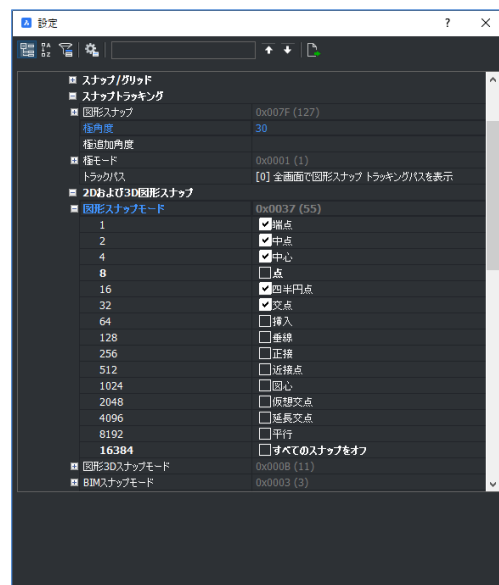 設定
? ×
スナップ/グリッド
スナップトラッキング
図形スナップ 0x007F (127)
極角度 30
極追加角度
極モード 0x0001 (1)
トラックパス [0] 全画面で図形スナップ トラッキングパスを表示
2Dおよび3D図形スナップ
図形スナップモード 0x0037 (55)
1 端点
2 中点
4 中心
8 点
16 四半円点
32 交点
64 挿入
128 垂線
256 正接
512 近接点
1024 図心
2048 仮想交点
4096 延長交点
8192 平行
16384 すべてのスナップをオフ
図形3Dスナップモード 0x000B (11)
BIMスナップモード 0x0003 (3)